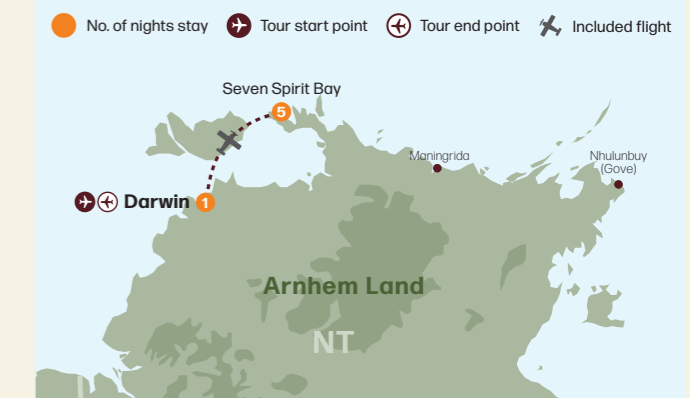 No. of nights stay Tour start point Tour end point Included flight
Seven Spirit Bay
5
Maningrida
Nhulunbuy
(Gove)
Darwin 1
Arnhem Land
NT